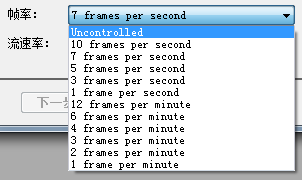 帧率： 7 frames per second
Uncontrolled
流速率： 10 frames per second
7 frames per second
5 frames per second
3 frames per second
1 frame per second
下一步
12 frames per minute
6 frames per minute
4 frames per minute
3 frames per minute
2 frames per minute
1 frame per minute